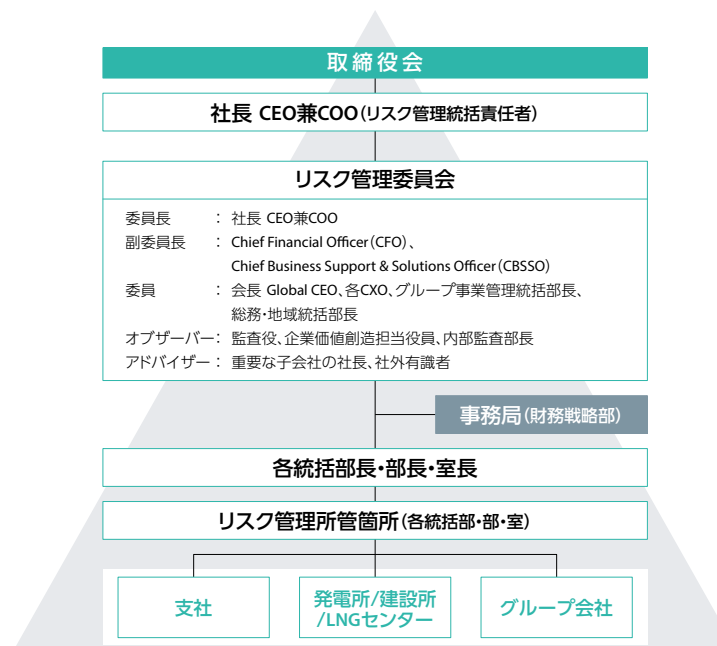 取締役会
社長 CEO兼COO(リスク管理統括責任者)
リスク管理委員会
委員長 : 社長 CEO兼COO
副委員長 : Chief Financial Officer(CFO)、
Chief Business Support & Solutions Officer(CBSSO)
委員 : 会長 Global CEO、各CXO、グループ事業管理統括部長、
総務・地域統括部長
オブザーバー: 監査役、企業価値創造担当役員、内部監査部長
アドバイザー: 重要な子会社の社長、社外有識者
事務局(財務戦略部)
各統括部長・部長・室長
リスク管理所管箇所(各統括部・部・室)
支社
発電所/建設所
/LNGセンター
グループ会社